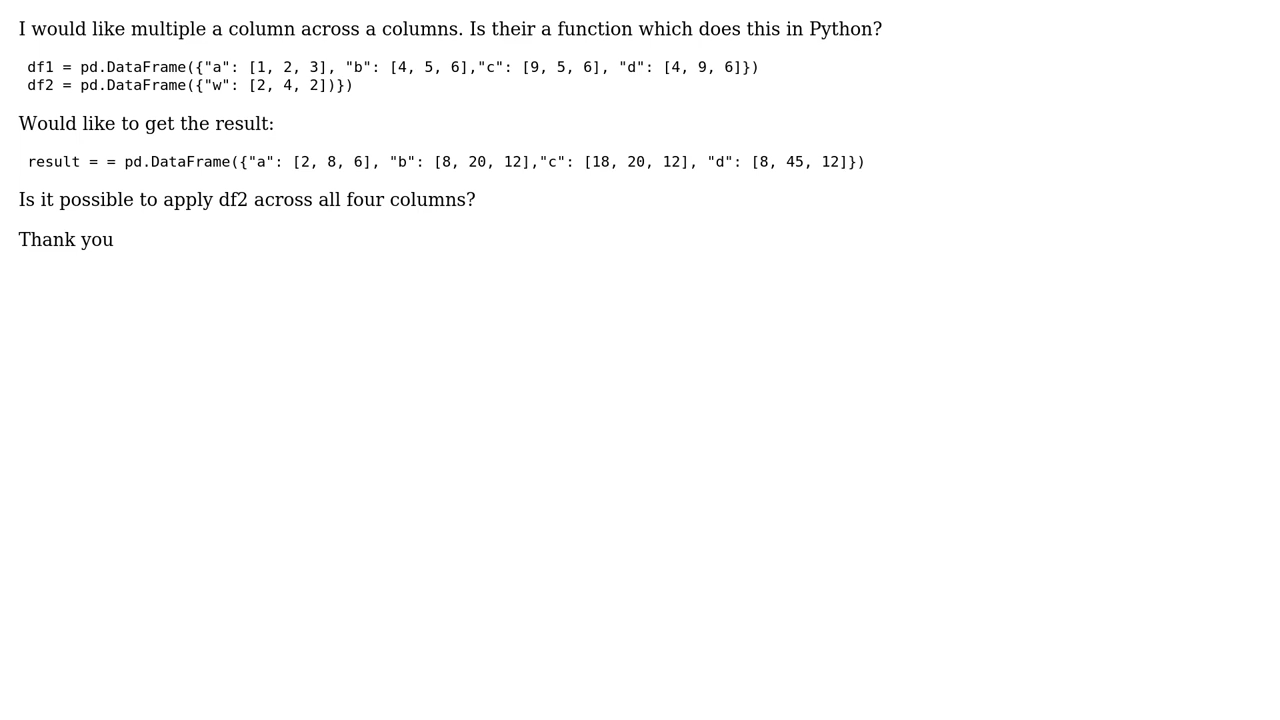 I would like multiple a column across a columns. Is their a function which does this in Python?
df1 = pd.DataFrame({"a": [1, 2, 3], "b": [4, 5, 6],"c": [9, 5, 6], "d": [4, 9, 6]})
df2 = pd.DataFrame({"w": [2, 4, 2])})
Would like to get the result:
result = = pd.DataFrame({"a": [2, 8, 6], "b": [8, 20, 12],"c": [18, 20, 12], "d": [8, 45, 12]})
Is it possible to apply df2 across all four columns?
Thank you